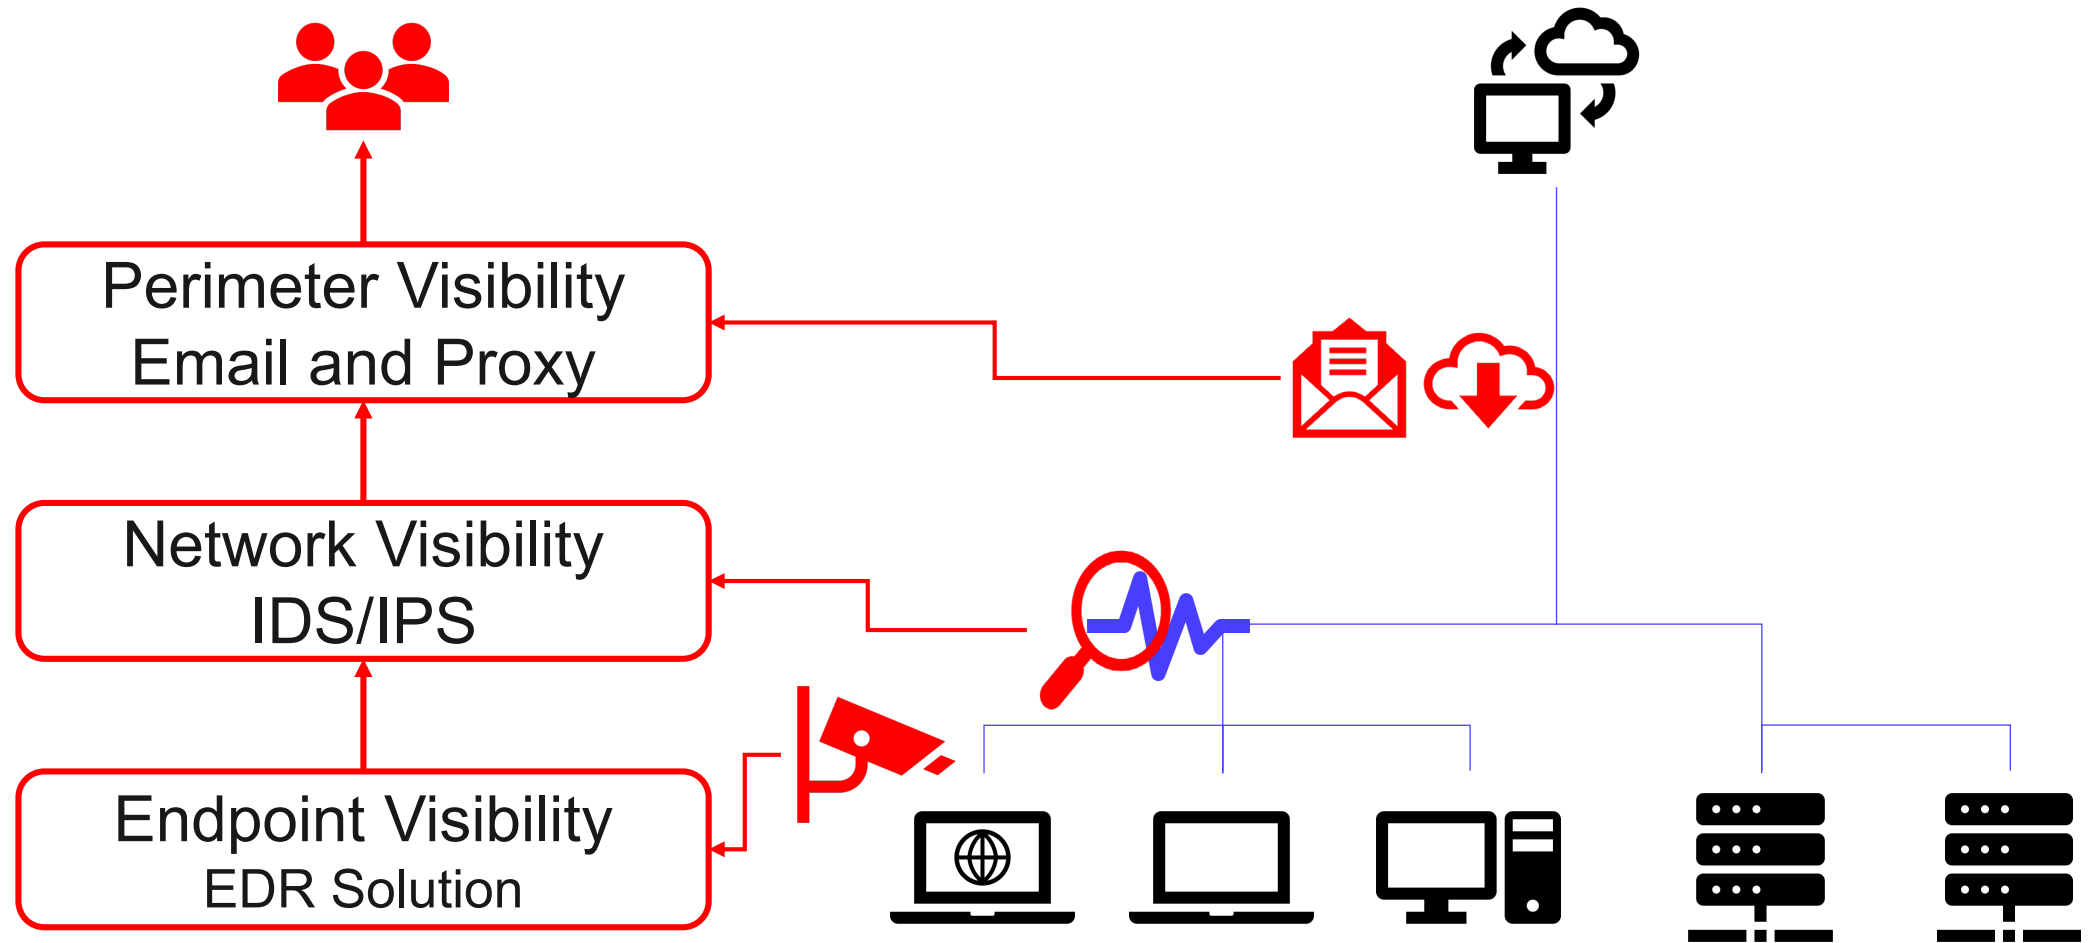 Perimeter Visibility
Email and Proxy
Network Visibility
IDS/IPS
Endpoint Visibility
EDR Solution